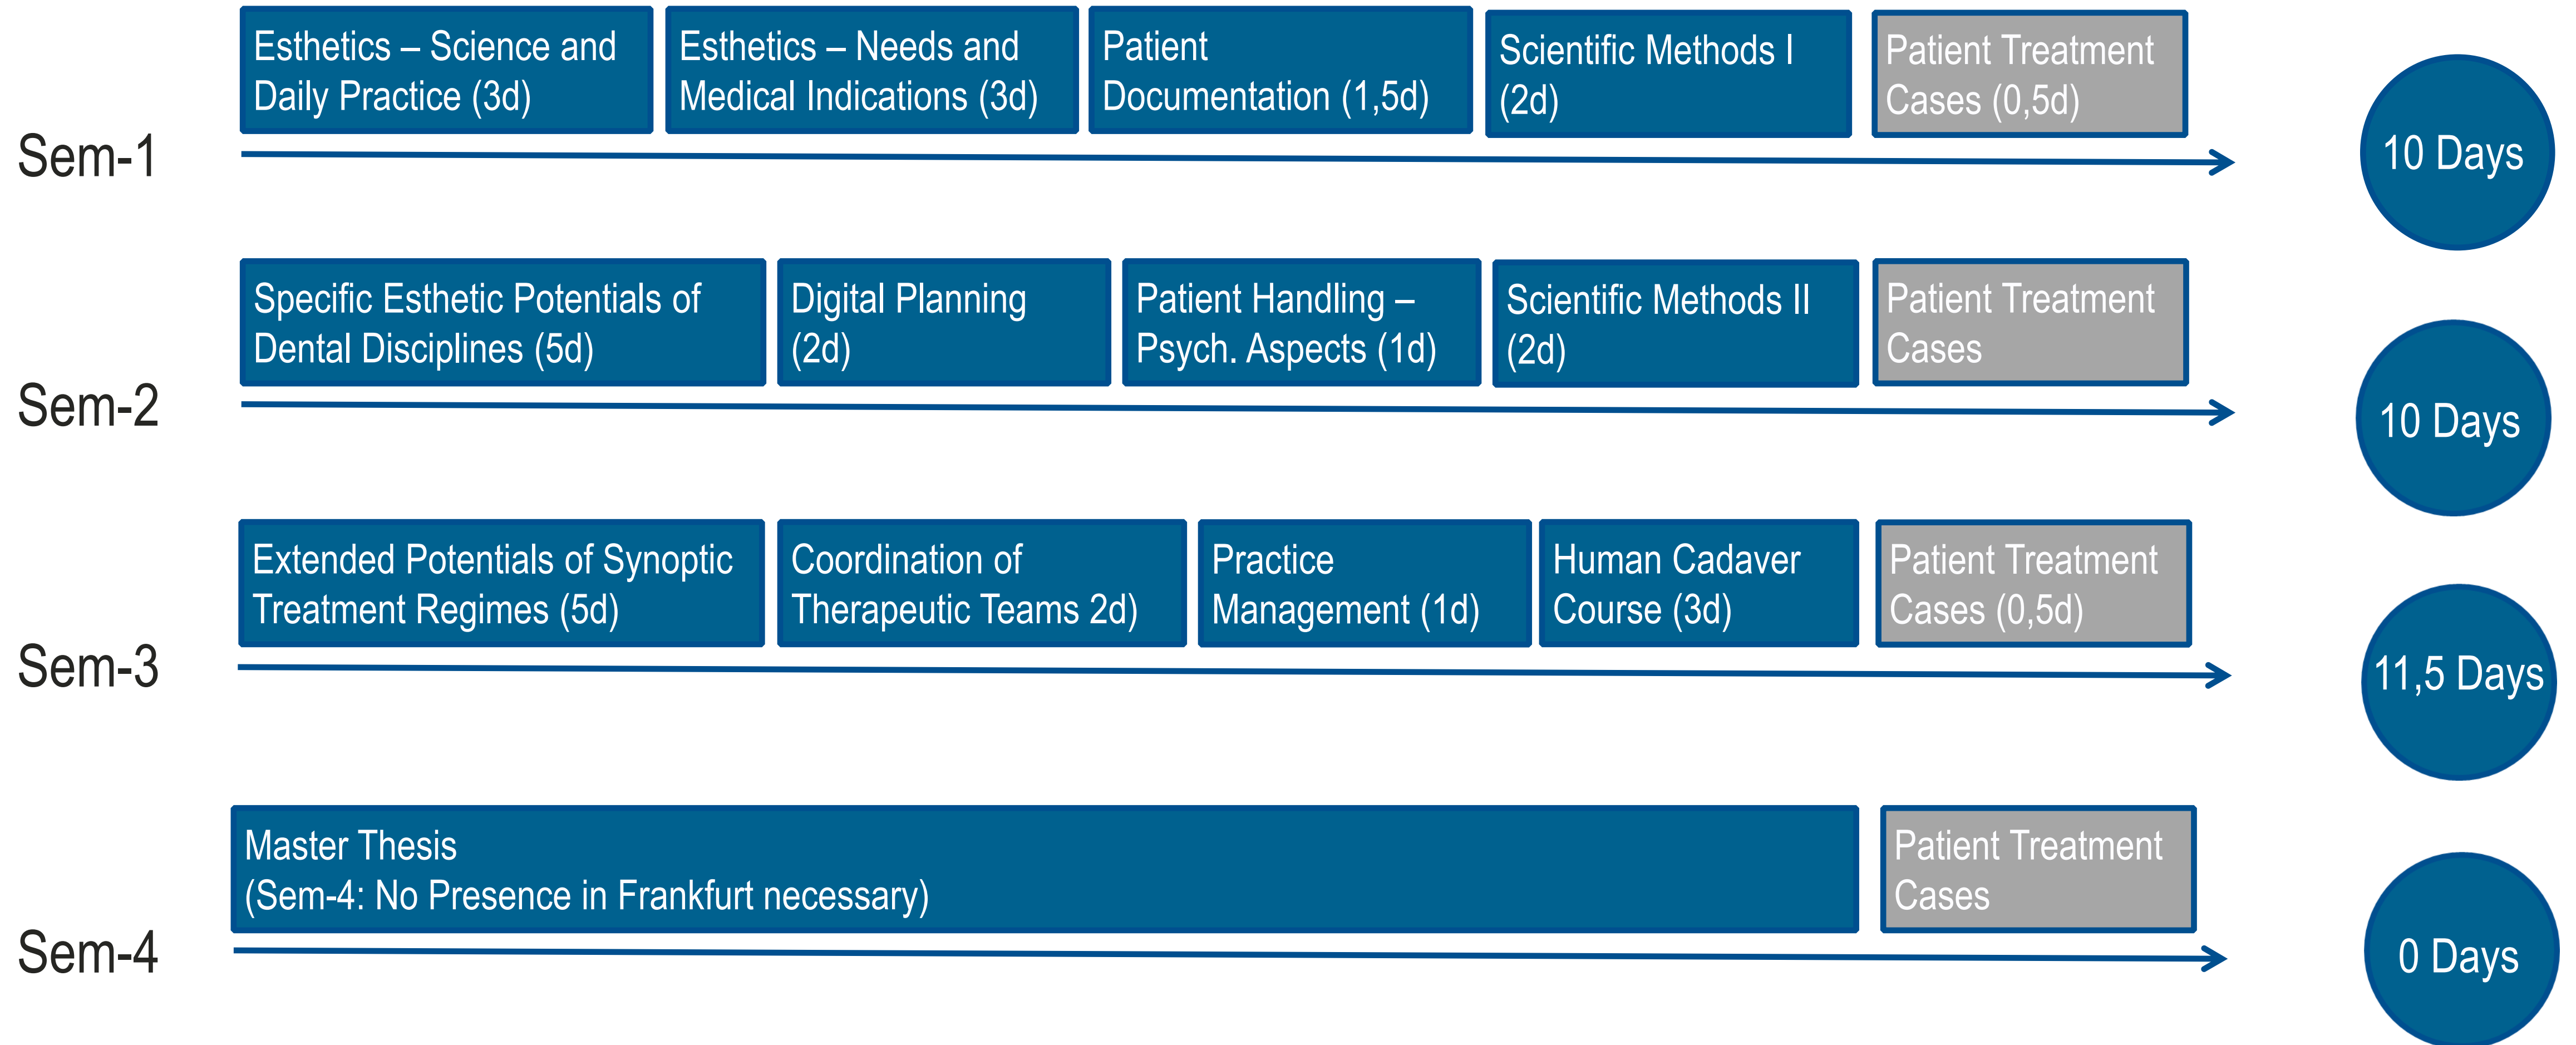 Esthetics – Science and
Daily Practice (3d)
Esthetics – Needs and
Medical Indications (3d)
Patient
Documentation (1,5d)
Scientific Methods I
(2d)
Patient Treatment
Cases (0,5d)
Sem-1
10 Days
Specific Esthetic Potentials of
Dental Disciplines (5d)
Digital Planning
(2d)
Patient Handling –
Psych. Aspects (1d)
Scientific Methods II
(2d)
Patient Treatment
Cases
Sem-2
10 Days
Extended Potentials of Synoptic
Treatment Regimes (5d)
Coordination of
Therapeutic Teams 2d)
Practice
Management (1d)
Human Cadaver
Course (3d)
Patient Treatment
Cases (0,5d)
Sem-3
11,5 Days
Master Thesis
(Sem-4: No Presence in Frankfurt necessary)
Patient Treatment
Cases
Sem-4
0 Days